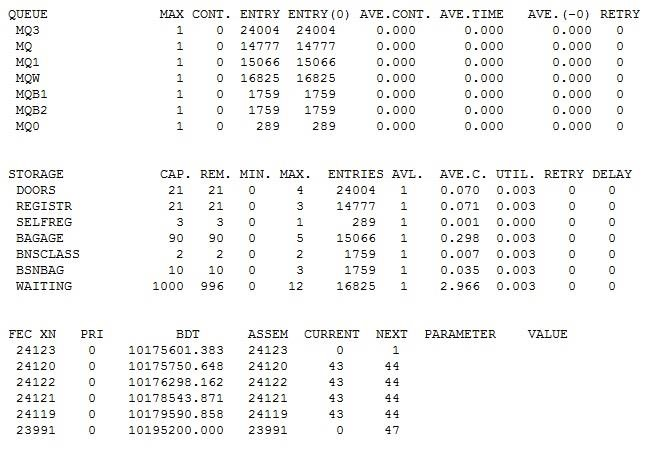 QUEUE MAX CONT. ENTRY ENTRY(0) AVE.CONT. AVE.TIME AVE.(-0) RETRY
MQ3 1 0 24004 24004 0.000 0.000 0.000 0
MQ 1 0 14777 14777 0.000 0.000 0.000 0
MQ1 1 0 15066 15066 0.000 0.000 0.000 0
MQW 1 0 16825 16825 0.000 0.000 0.000 0
MQB1 1 0 1759 1759 0.000 0.000 0.000 0
MQB2 1 0 1759 1759 0.000 0.000 0.000 0
MQ0 1 0 289 289 0.000 0.000 0.000 0
STORAGE CAP. REM. MIN. MAX. ENTRIES AVL. AVE.C. UTIL. RETRY DELAY
DOORS 21 21 0 4 24004 1 0.070 0.003 0 0
REGISTR 21 21 0 3 14777 1 0.071 0.003 0 0
SELFREG 3 3 0 1 289 1 0.001 0.000 0 0
BAGAGE 90 90 0 5 15066 1 0.298 0.003 0 0
BNSCLASS 2 2 0 2 1759 1 0.007 0.003 0 0
BSNBAG 10 10 0 3 1759 1 0.035 0.003 0 0
WAITING 1000 996 0 12 16825 1 2.966 0.003 0 0
FEC XN PRI BDT ASSEM CURRENT NEXT PARAMETER VALUE
24123 0 10175601.383 24123 0 1
24120 0 10175750.648 24120 43 44
24122 0 10176298.162 24122 43 44
24121 0 10178543.871 24121 43 44
24119 0 10179590.858 24119 43 44
23991 0 10195200.000 23991 0 47